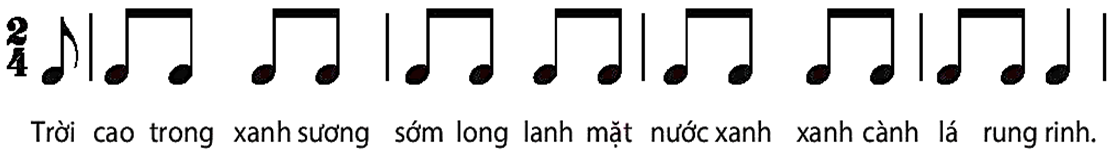 2
4
Trời cao trong xanh sương sớm long lanh mặt nước xanh xanh cành lá rung rinh.